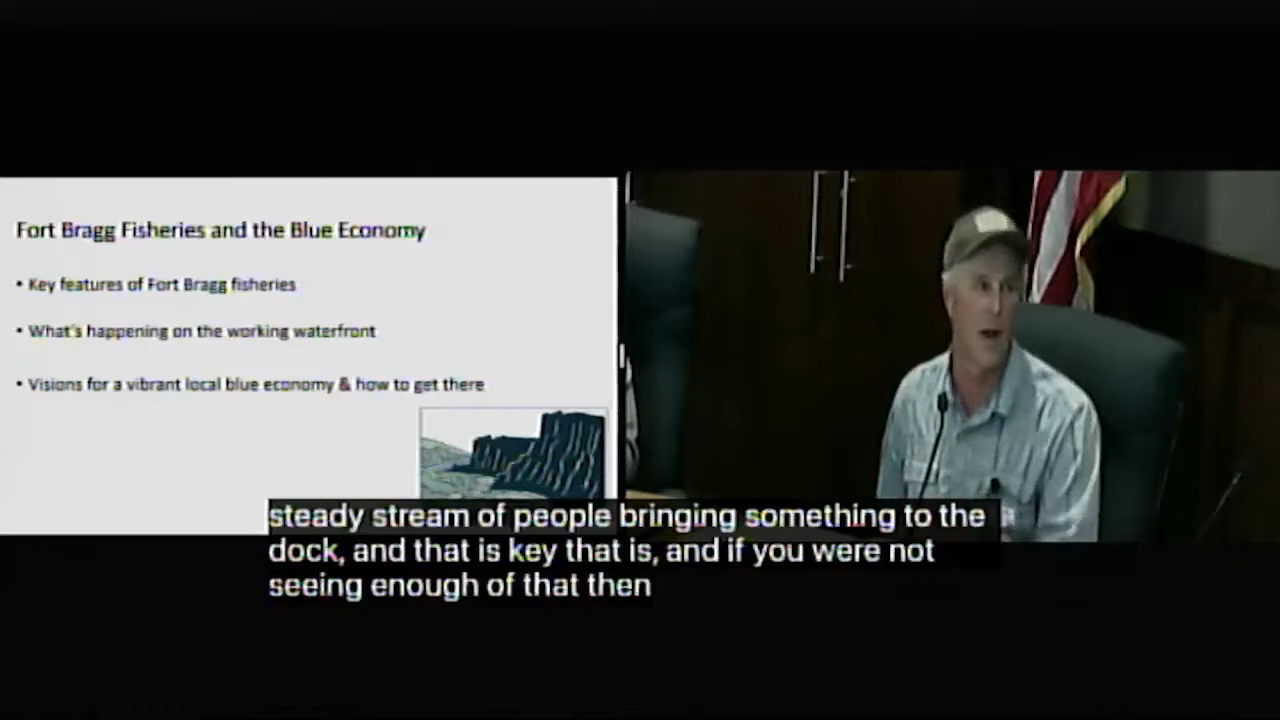 Fort Bragg Fisheries and the Blue Economy
• Key features of Fort Bragg fisheries
• What's happening on the working waterfront
• Visions for a vibrant local blue economy & how to get there
steady stream of people bringing something to the
dock, and that is key that is, and if you were not
seeing enough of that then